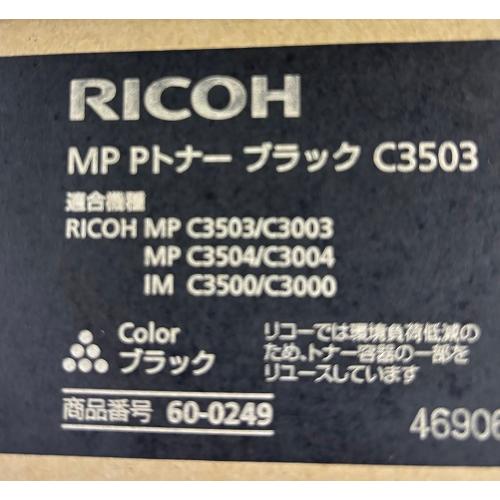 RICOH
MP Pトナー ブラック C3503
適合機種
RICOH MP C3503/C3003
MP C3504/C3004
IM C3500/C3000
Color
ブラック
リコーでは環境負荷低減の
ため、トナー容器の一部を
リユースしています
商品番号 60-0249
46906